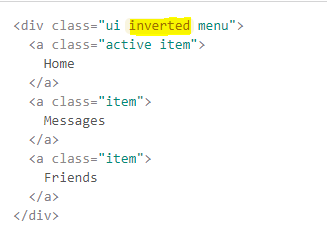 <div class="ui inverted menu">
  <a class="active item">
    Home
  </a>
  <a class="item">
    Messages
  </a>
  <a class="item">
    Friends
  </a>
</div>